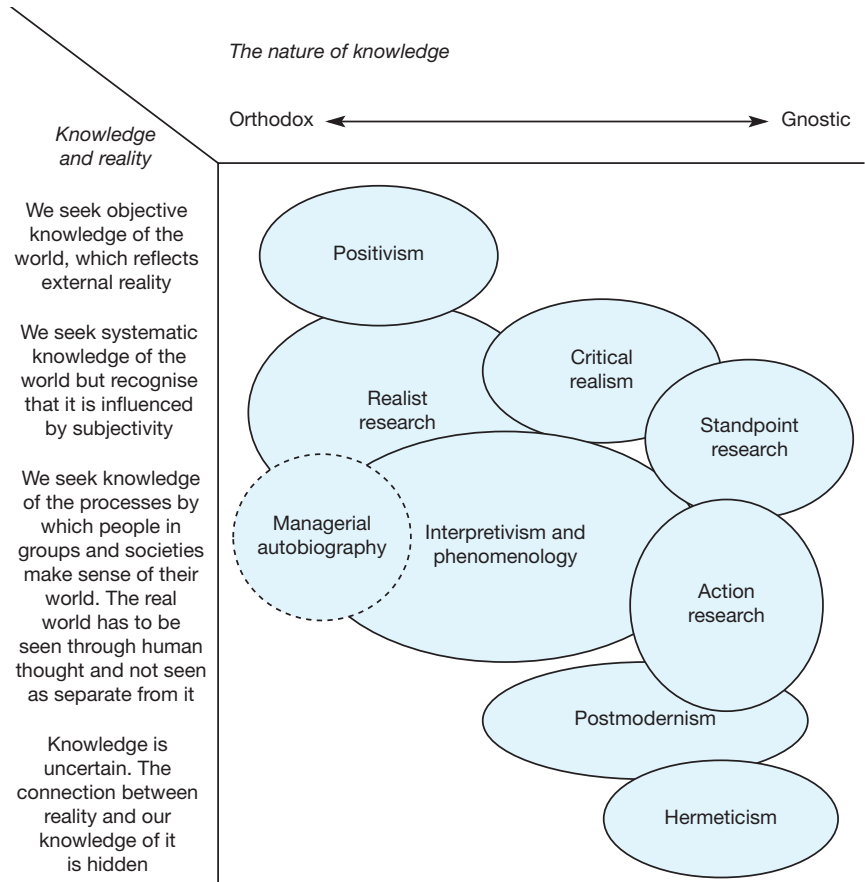 The nature of knowledge
Orthodox
Gnostic
Knowledge
and reality
We seek objective
knowledge of the
world, which reflects
external reality
We seek systematic
knowledge of the
world but recognise
that it is influenced
by subjectivity
We seek knowledge
of the processes by
which people in
groups and societies
make sense of their
world. The real
world has to be
seen through human
thought and not seen
as separate from it
Knowledge is
uncertain. The
connection between
reality and our
knowledge of it
is hidden
Positivism
Realist
research
Critical
realism
Standpoint
research
Managerial
autobiography
Interpretivism and
phenomenology
Action
research
Postmodernism
Hermeticism